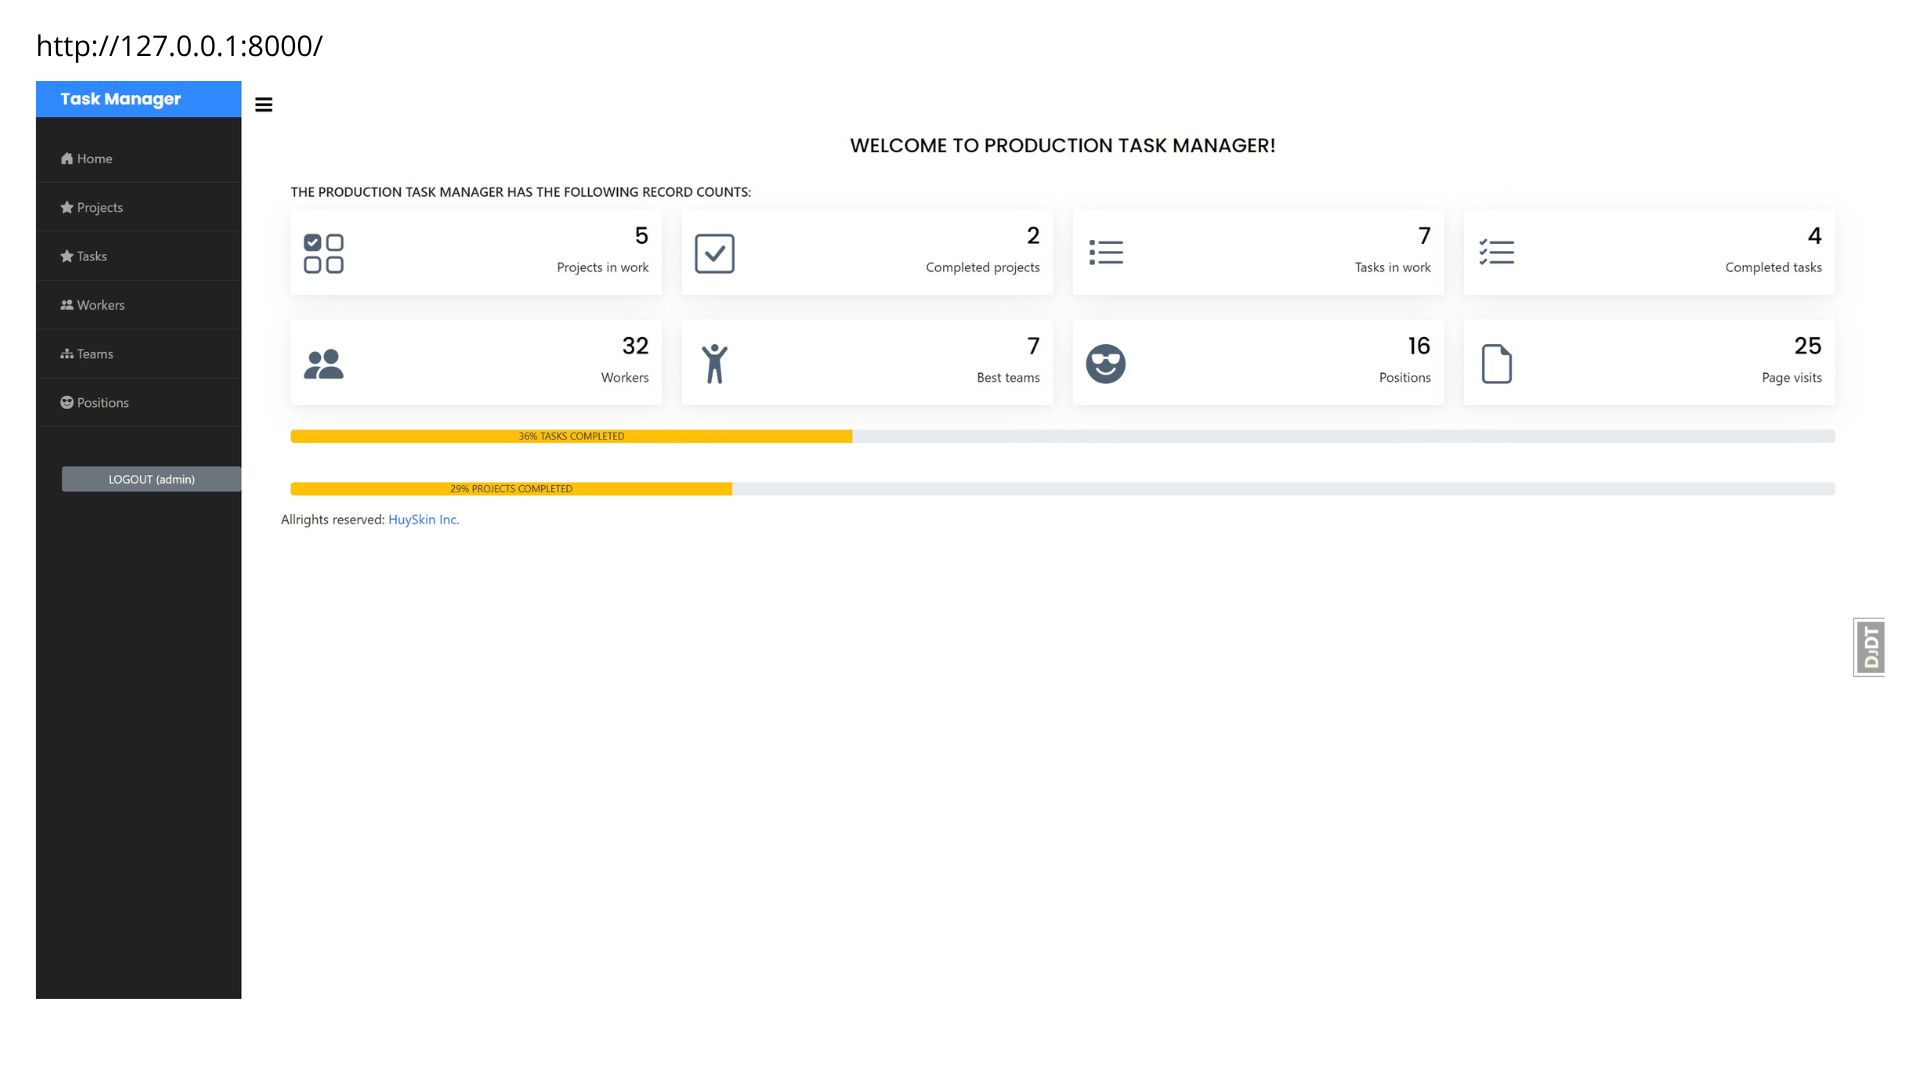 http://127.0.0.1:8000/
Task Manager
WELCOME TO PRODUCTION TASK MANAGER!
Home
Projects
Tasks
Workers
Teams
Positions
LOGOUT (admin)
THE PRODUCTION TASK MANAGER HAS THE FOLLOWING RECORD COUNTS:
5
Projects in work
2
Completed projects
7
Tasks in work
4
Completed tasks
32
Workers
7
Best teams
16
Positions
25
Page visits
36% TASKS COMPLETED
29% PROJECTS COMPLETED
Allrights reserved: HuySkin Inc.
DJDT